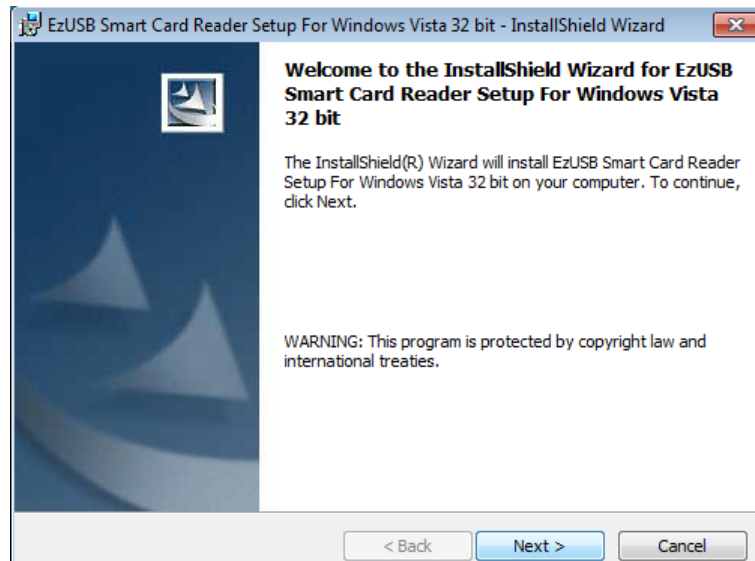 EzUSB Smart Card Reader Setup For Windows Vista 32 bit - InstallShield Wizard
Welcome to the InstallShield Wizard for EzUSB
Smart Card Reader Setup For Windows Vista
32 bit
The InstallShield(R) Wizard will install EzUSB Smart Card Reader
Setup For Windows Vista 32 bit on your computer. To continue,
click Next.
WARNING: This program is protected by copyright law and
international treaties.
< Back
Next >
Cancel